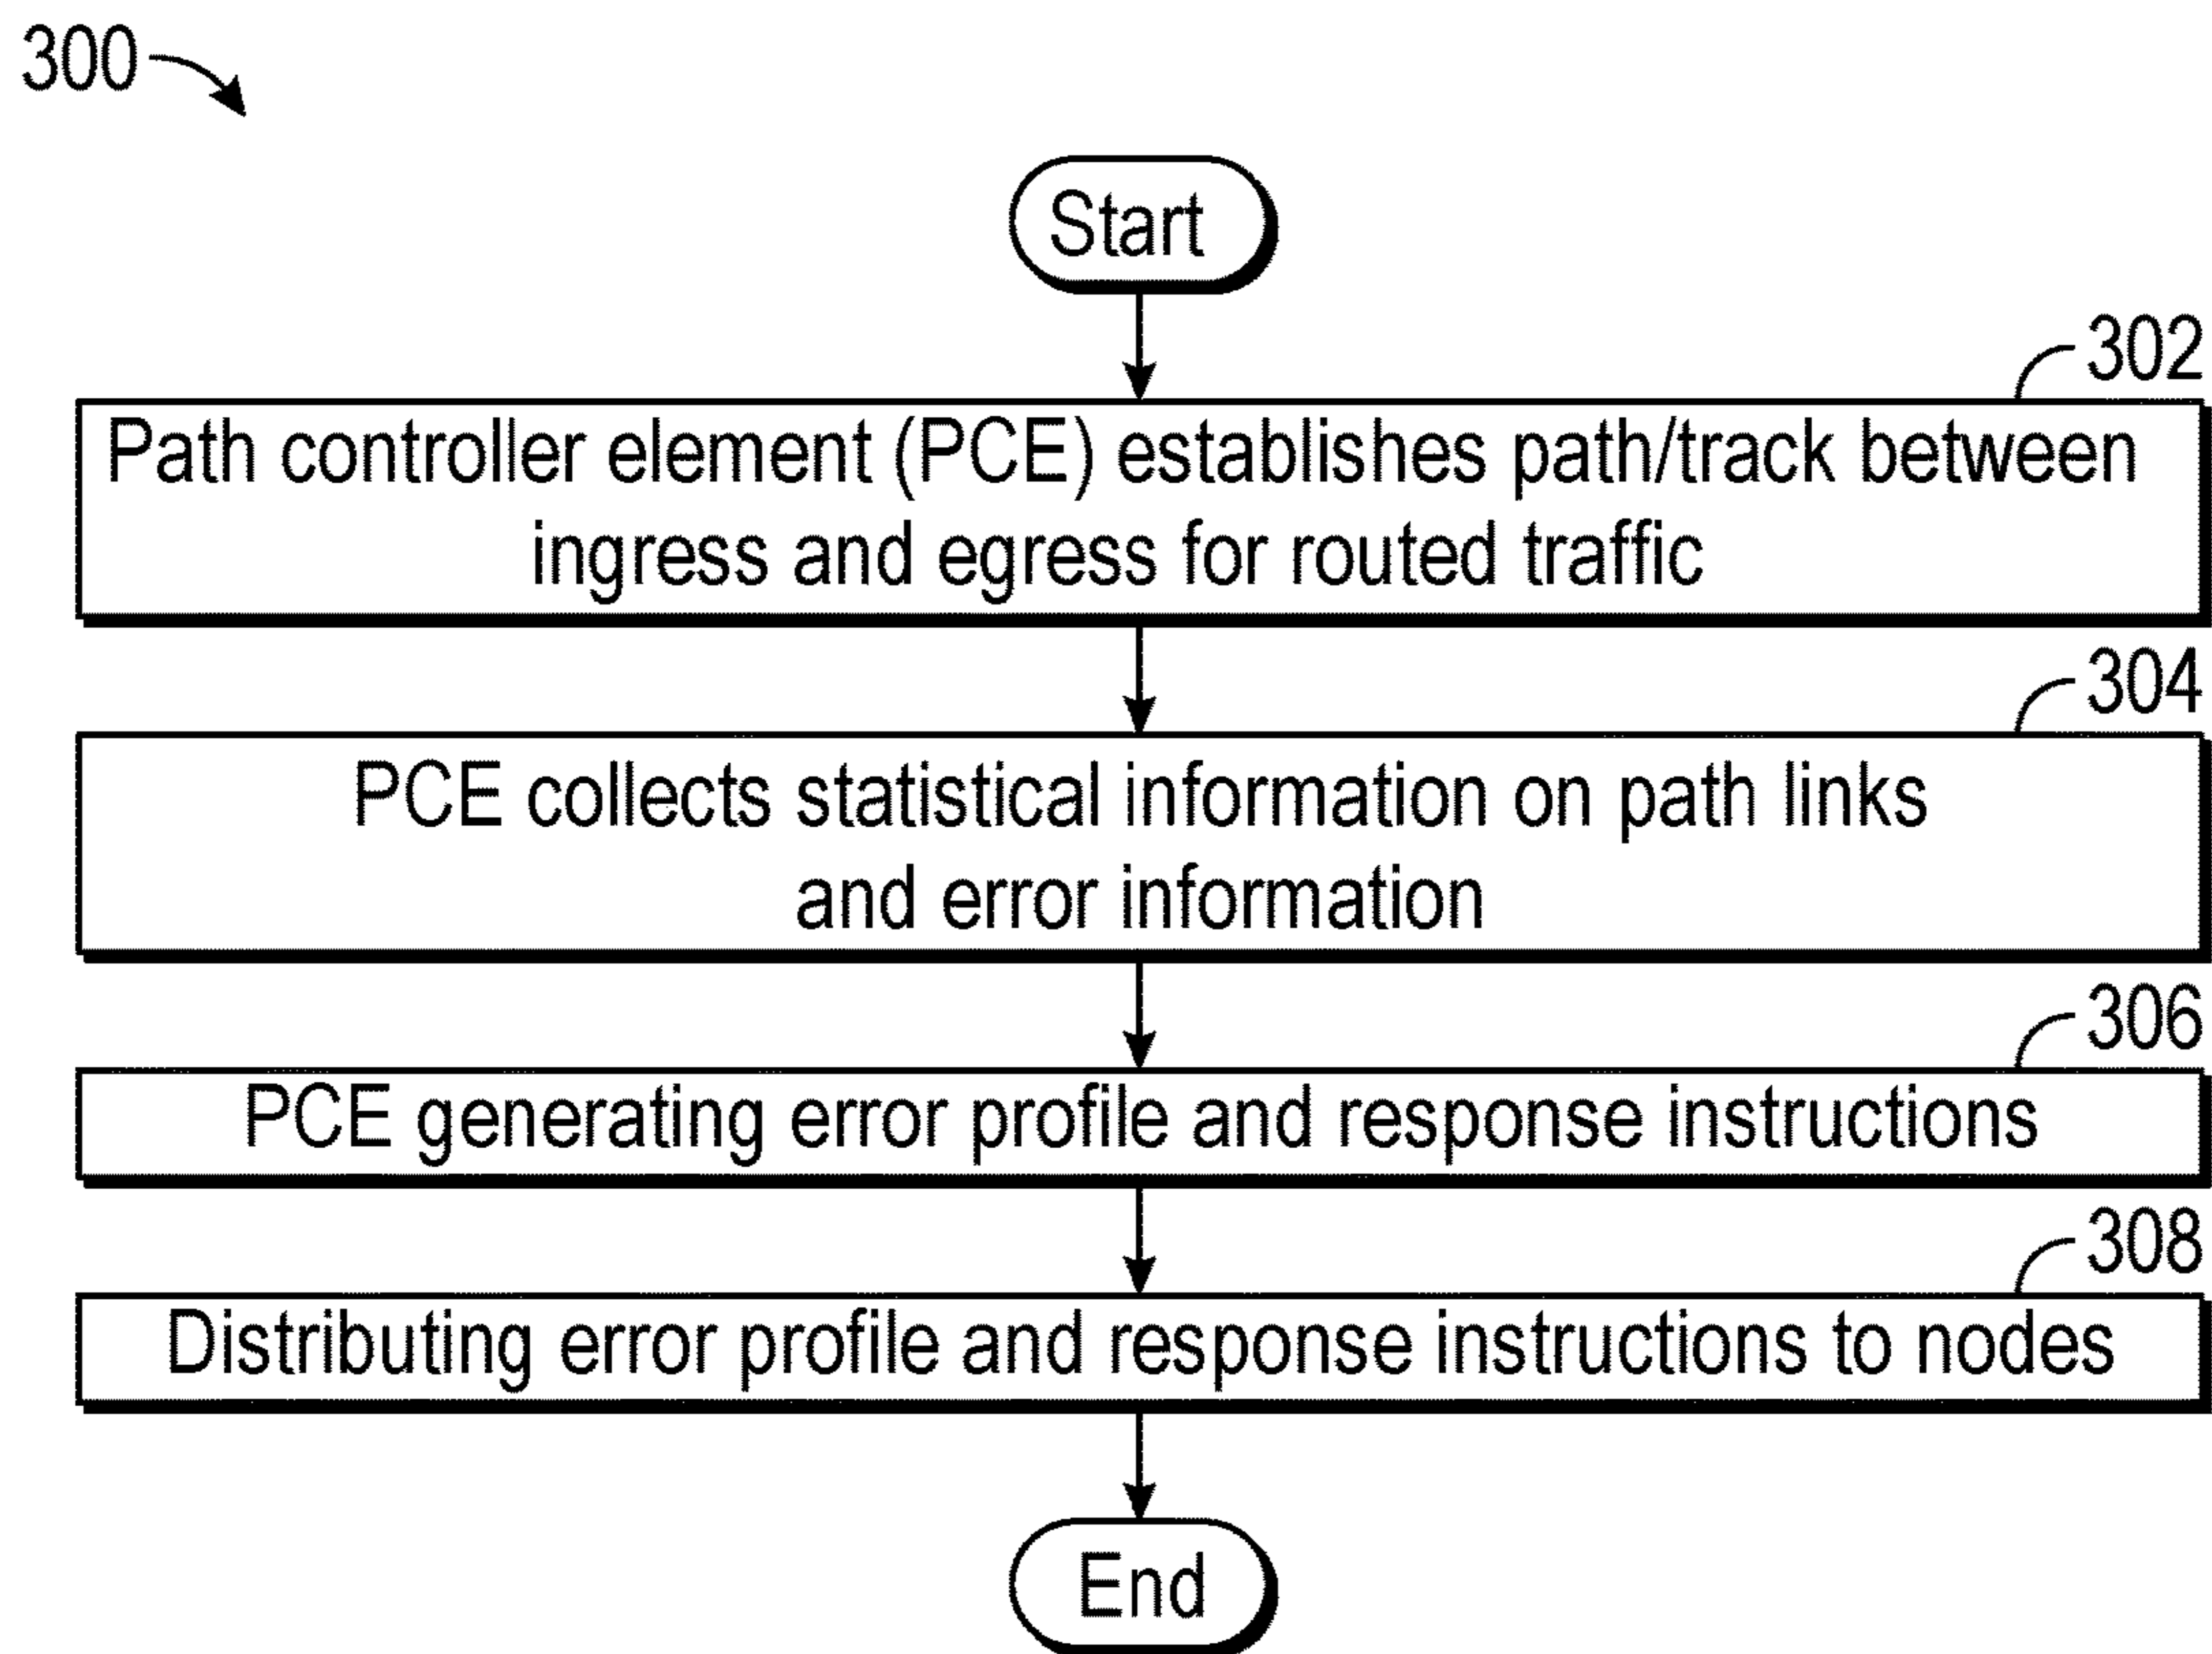 300
Start
302
Path controller element (PCE) establishes path/track between
ingress and egress for routed traffic
304
PCE collects statistical information on path links
and error information
306
PCE generating error profile and response instructions
308
Distributing error profile and response instructions to nodes
End